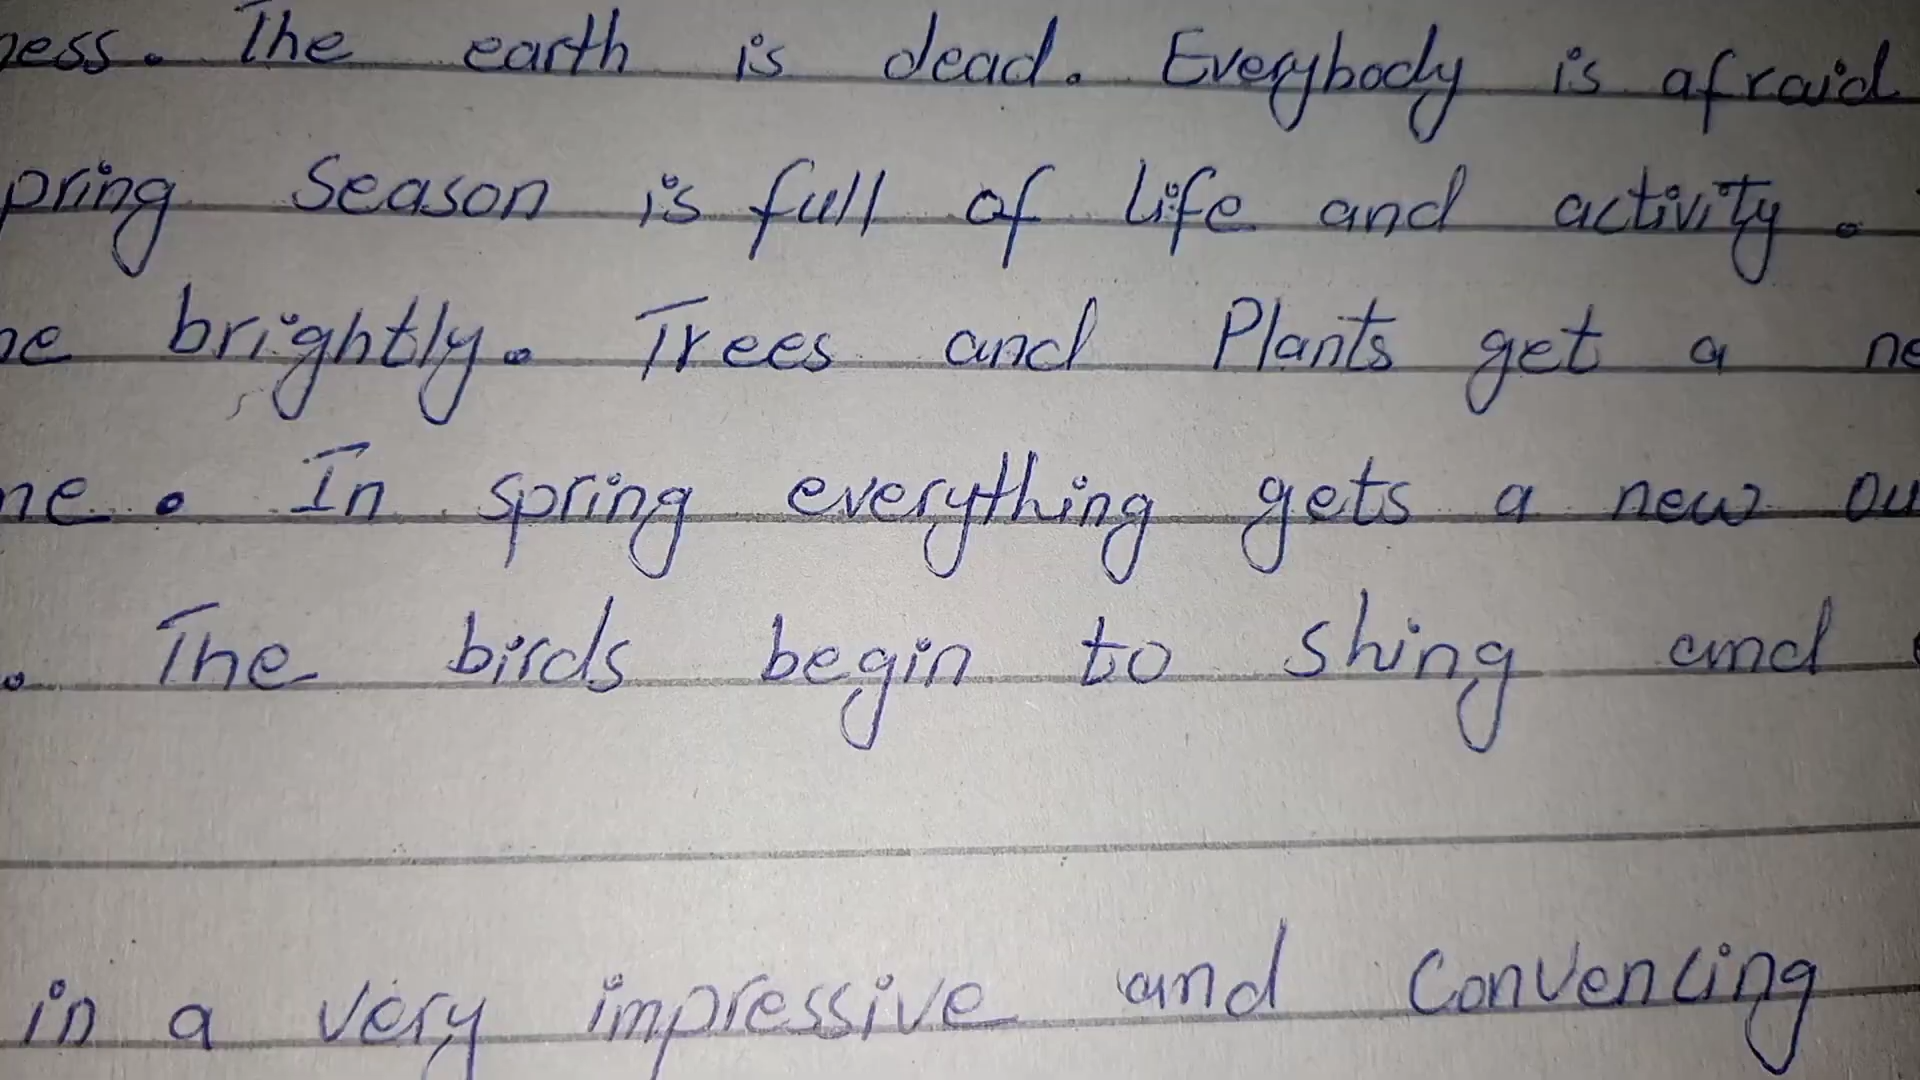 ness. The earth is dead. Everybody is afraid
pring Season is full of life and activity.
ne brightly. Trees and Plants get a ne
me. In spring everything gets a new ou
. The birds begin to Shing and
in a very impressive and Convencing